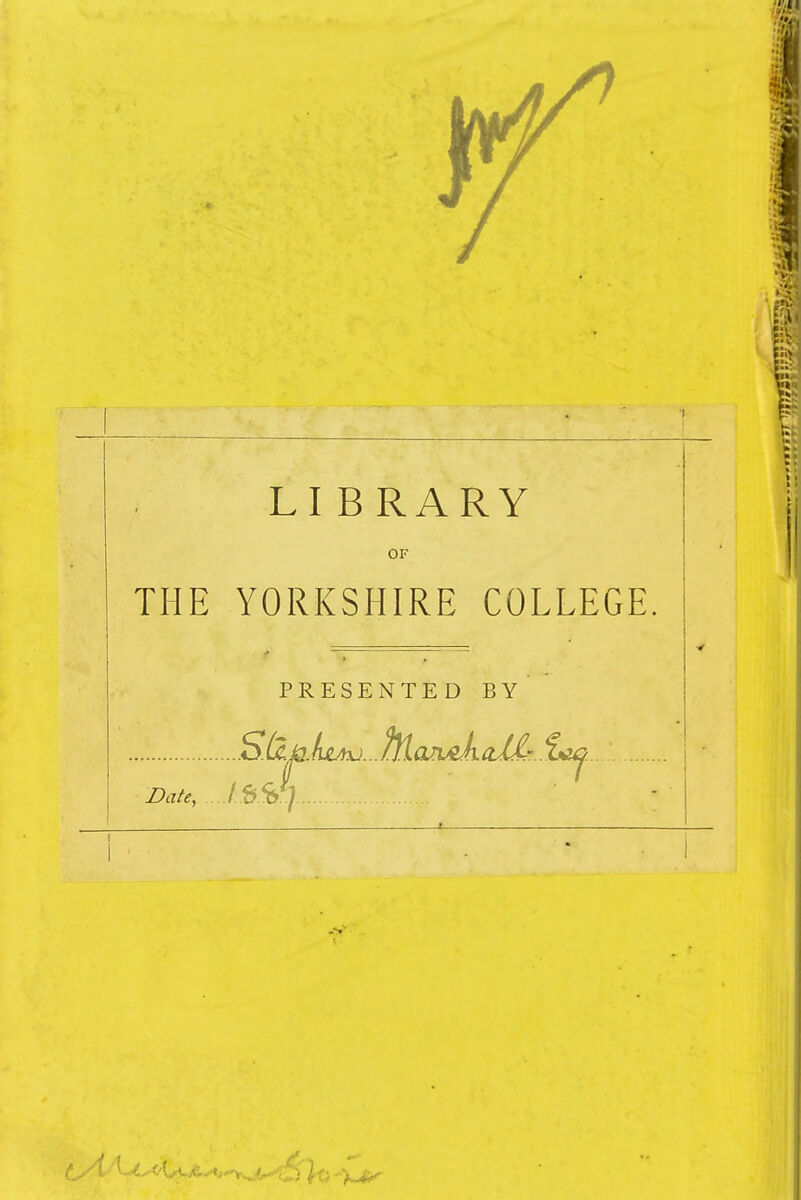 LIBRARY
OF
THE YORKSHIRE COLLEGE.
PRESENTED BY
Stephen Marshall Esq
Date, 1887